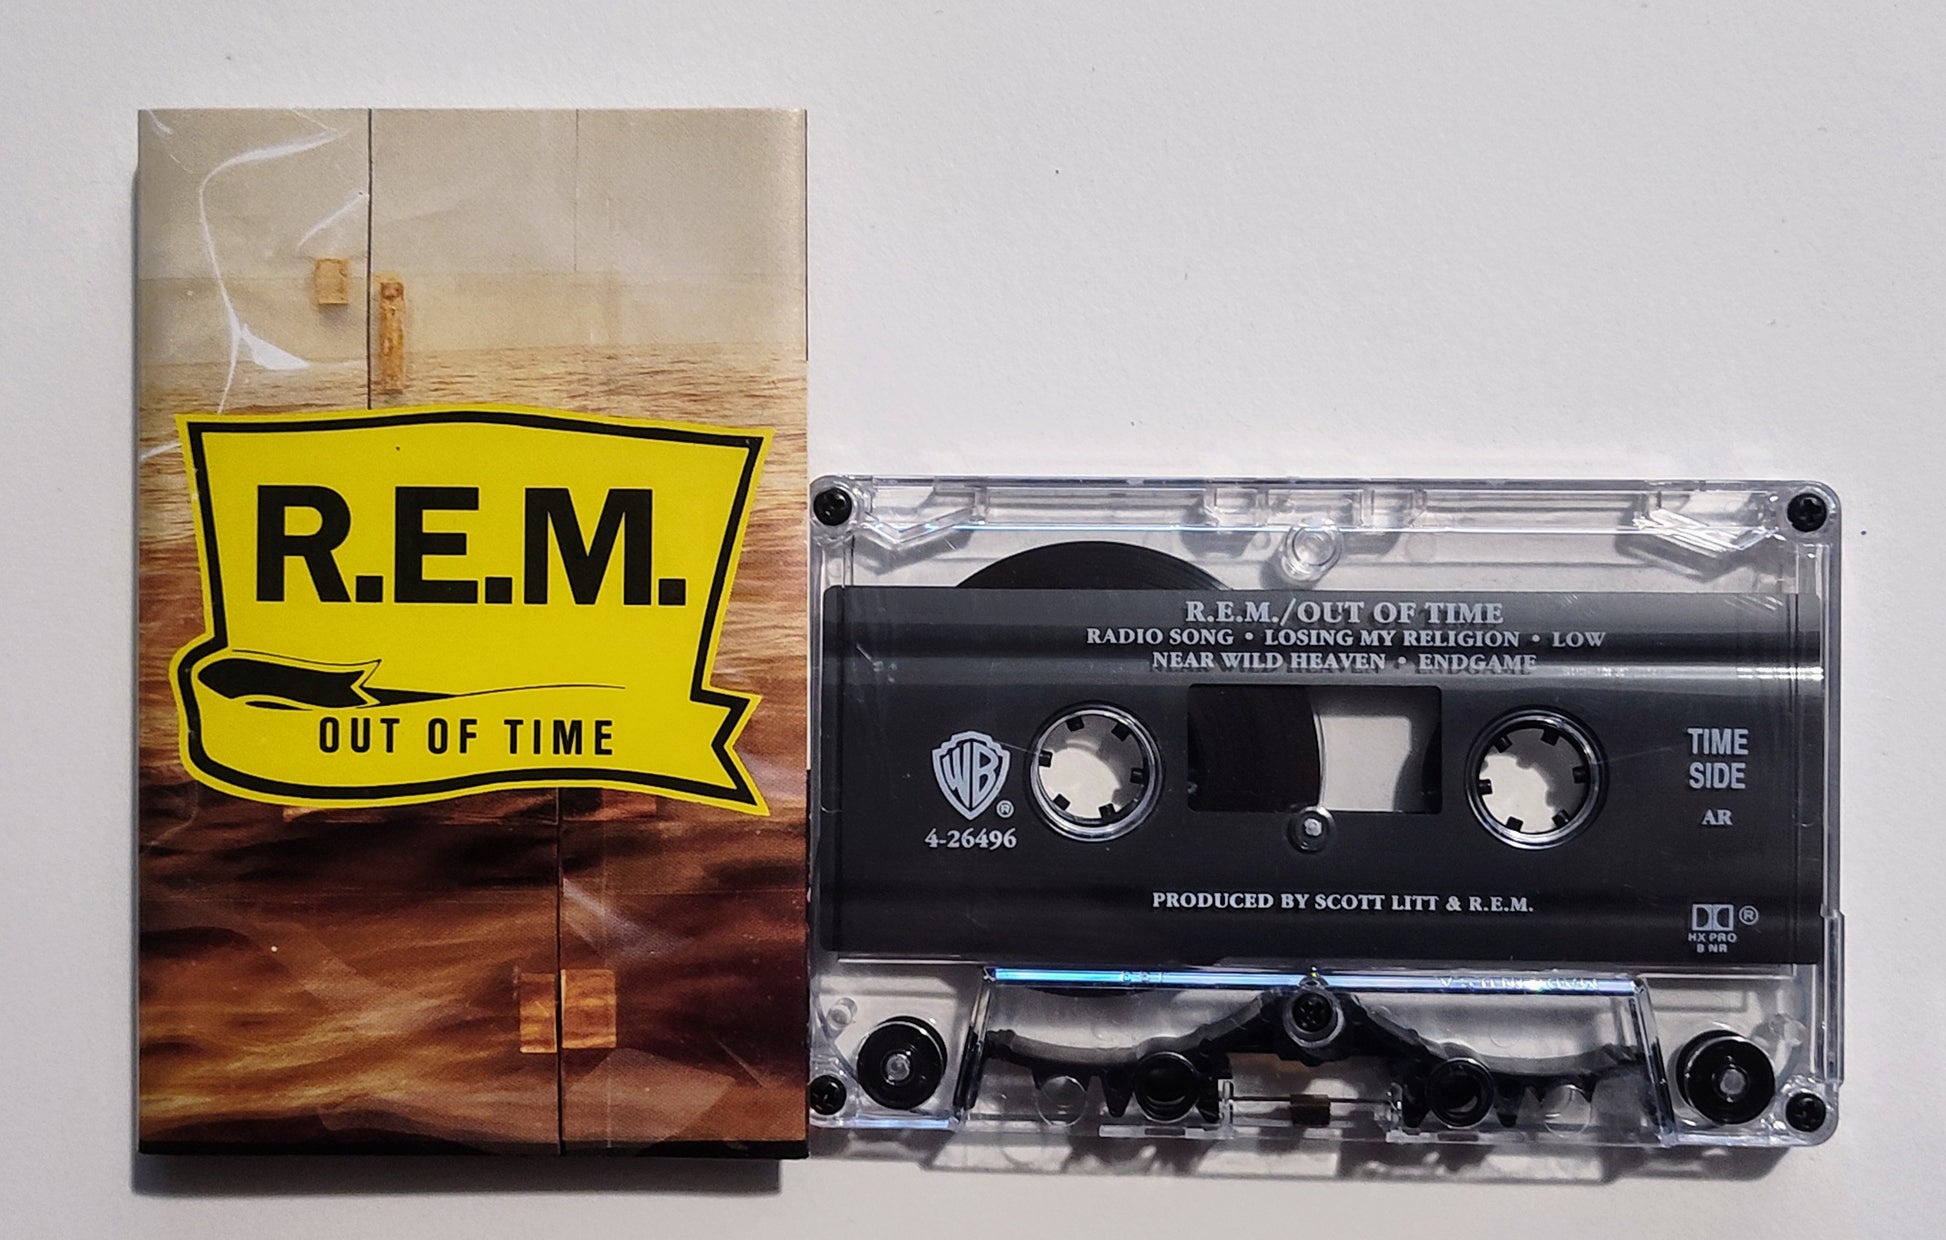 R.E.M.
OUT OF TIME
R.E.M./OUT OF TIME
RADIO SONG • LOSING MY RELIGION • LOW
NEAR WILD HEAVEN • ENDGAME
WB ®
4-26496
TIME
SIDE
AR
PRODUCED BY SCOTT LITT & R.E.M.
®
HX PRO
B NR